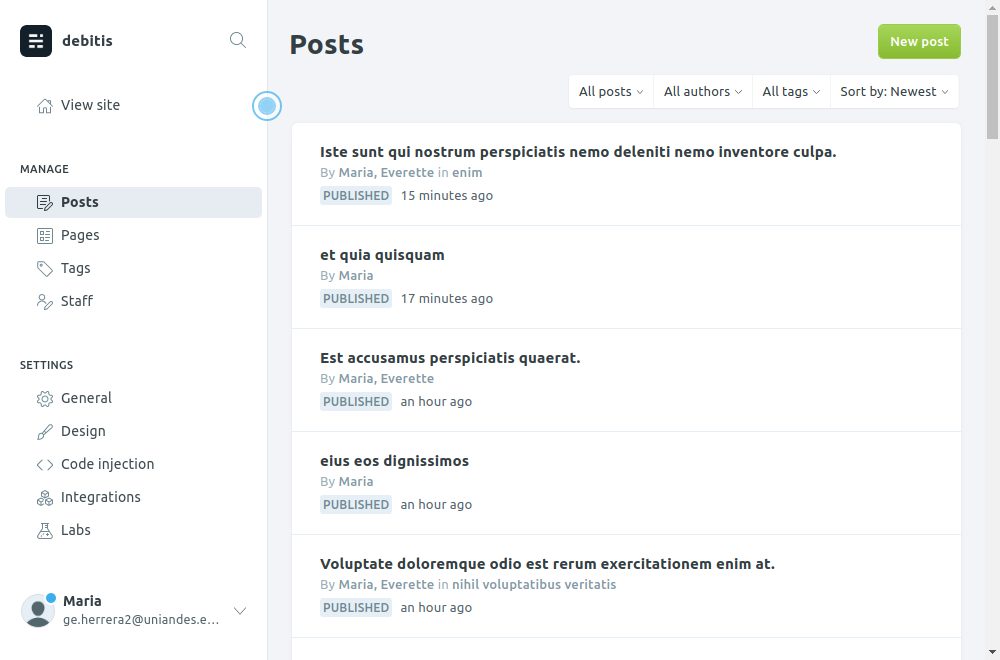 debitis
View site
MANAGE
Posts
Pages
Tags
Staff
SETTINGS
General
Design
Code injection
Integrations
Labs
Maria
ge.herrera2@uniandes.e...
Posts
New post
All posts All authors All tags Sort by: Newest
Iste sunt qui nostrum perspiciatis nemo deleniti nemo inventore culpa.
By Maria, Everette in enim
PUBLISHED 15 minutes ago
et quia quisquam
By Maria
PUBLISHED 17 minutes ago
Est accusamus perspiciatis quaerat.
By Maria, Everette
PUBLISHED an hour ago
eius eos dignissimos
By Maria
PUBLISHED an hour ago
Voluptate doloremque odio est rerum exercitationem enim at.
By Maria, Everette in nihil voluptatibus veritatis
PUBLISHED an hour ago